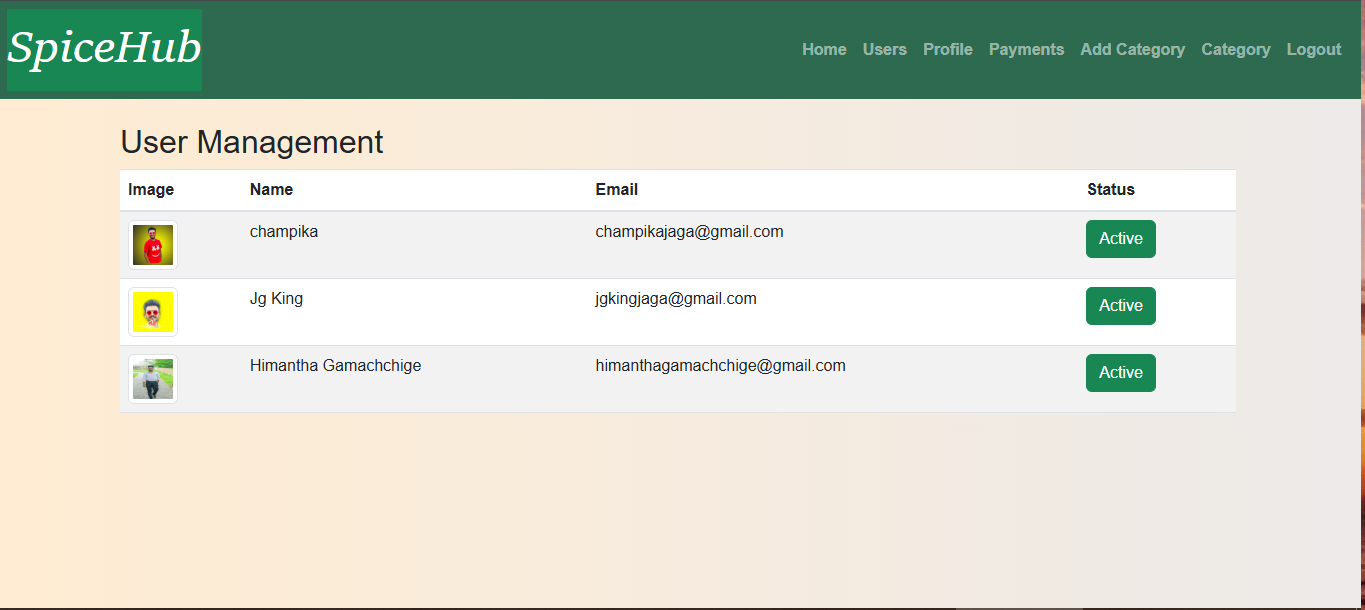 SpiceHub
Home Users Profile Payments Add Category Category Logout
User Management
Image Name Email Status
champika champikajaga@gmail.com Active
Jg King jgkingjaga@gmail.com Active
Himantha Gamachchige himanthagamachchige@gmail.com Active